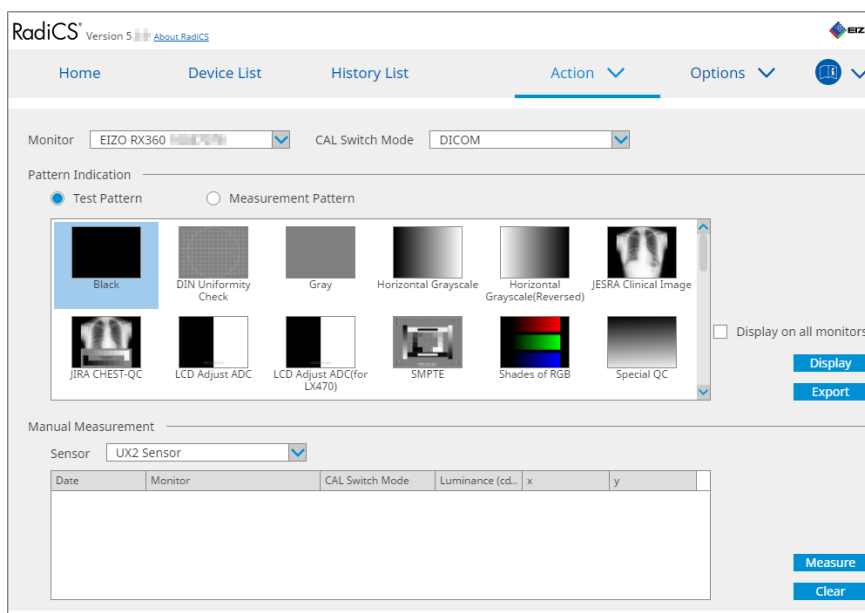 RadiCS® Version 5. About RadiCS EIZ
Home Device List History List Action Options
Monitor EIZO RX360 CAL Switch Mode DICOM
Pattern Indication
Test Pattern Measurement Pattern
Black DIN Uniformity Gray Horizontal Grayscale Horizontal JESRA Clinical Image
Check Grayscale(Reversed)
Display on all monitors
Display
JIRA CHEST-QC LCD Adjust ADC LCD Adjust ADC(for SMPTE Shades of RGB Special QC
LX470)
Export
Manual Measurement
Sensor UX2 Sensor
Date Monitor CAL Switch Mode Luminance (cd... x y
Measure
Clear